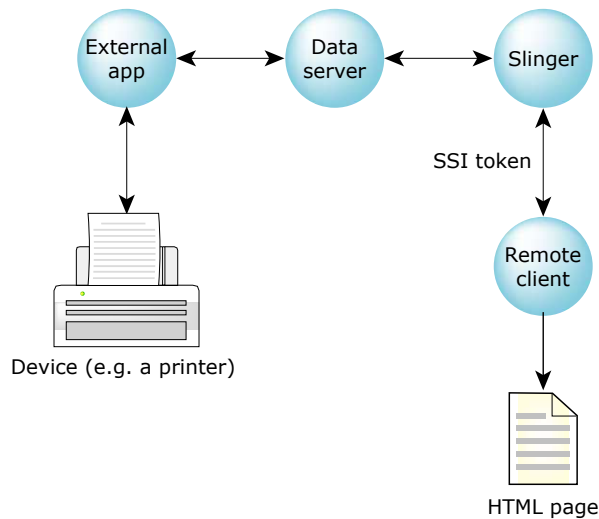 External
app
Data
server
Slinger
SSI token
Remote
client
Device (e.g. a printer)
HTML page